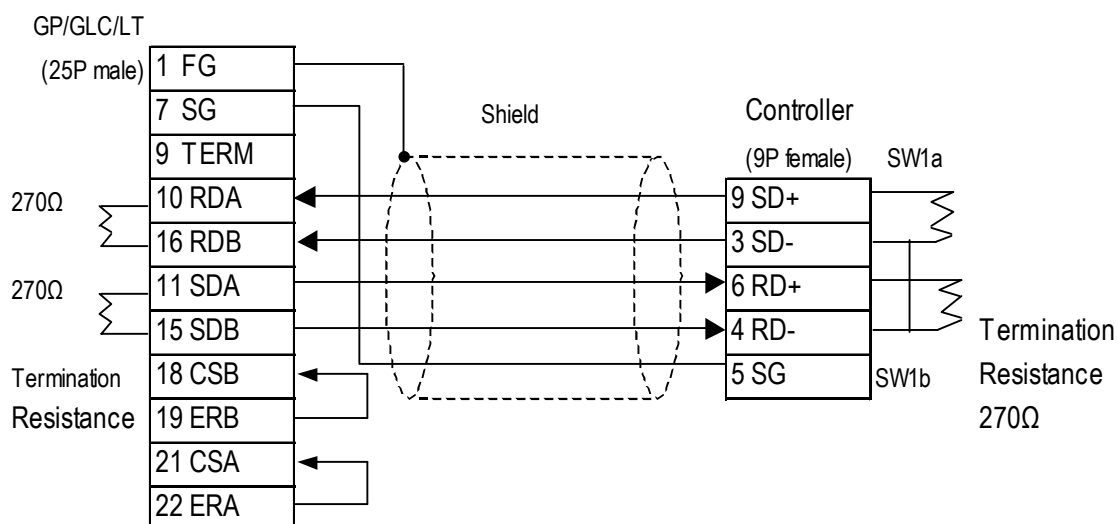 GP/GLC/LT
(25P male)
1 FG
7 SG
9 TERM
10 RDA
16 RDB
11 SDA
15 SDB
18 CSB
19 ERB
21 CSA
22 ERA
270Ω
270Ω
Termination
Resistance
Shield
Controller
(9P female)
SW1a
9 SD+
3 SD-
6 RD+
4 RD-
5 SG
SW1b
Termination
Resistance
270Ω